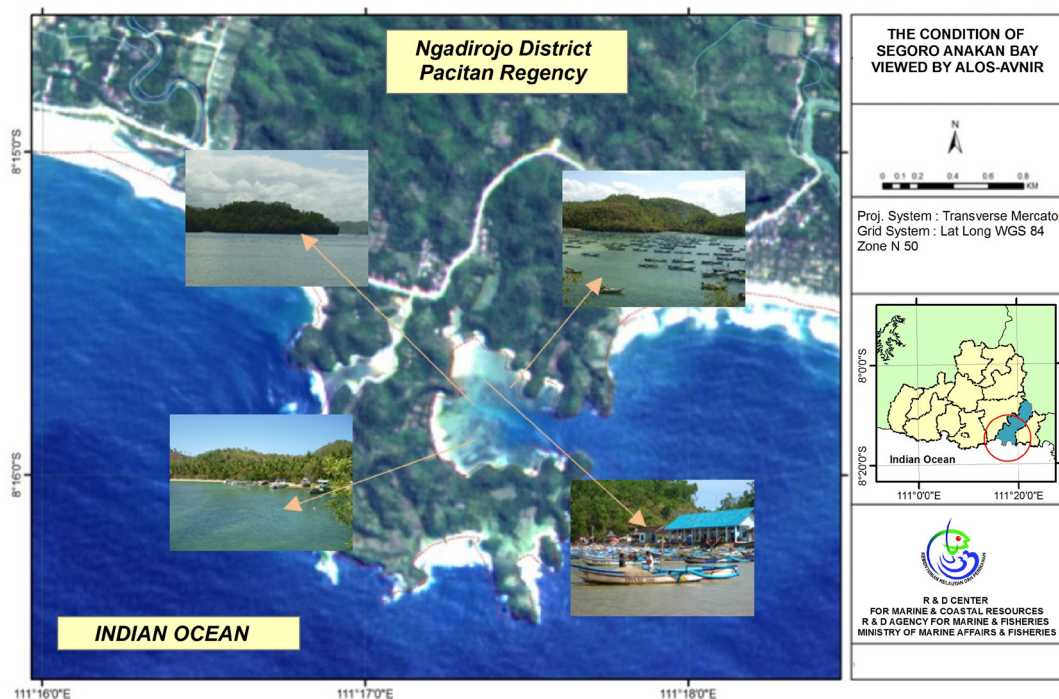 Ngadirojo District
Pacitan Regency
INDIAN OCEAN
8°15'0"S
8°16'0"S
111°16'0"E
111°17'0"E
111°18'0"E
THE CONDITION OF
SEGORO ANAKAN BAY
VIEWED BY ALOS-AVNIR
N
0 0.1 0.2 0.4 0.6 0.8
KM
Proj. System : Transverse Mercato
Grid System : Lat Long WGS 84
Zone N 50
8°0'0"S
8°20'0"S
Indian Ocean
111°0'0"E
111°20'0"E
KEMENTERIAN KELAUTAN DAN PERIKANAN
R & D CENTER
FOR MARINE & COASTAL RESOURCES
R & D AGENCY FOR MARINE & FISHERIES
MINISTRY OF MARINE AFFAIRS & FISHERIES